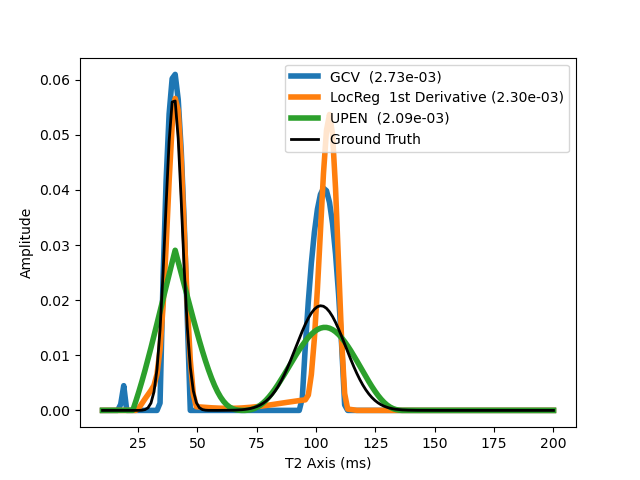 GCV  (2.73e-03)
LocReg  1st Derivative (2.30e-03)
UPEN  (2.09e-03)
Ground Truth
0.06
0.05
0.04
0.03
0.02
0.01
0.00
Amplitude
25 50 75 100 125 150 175 200
T2 Axis (ms)